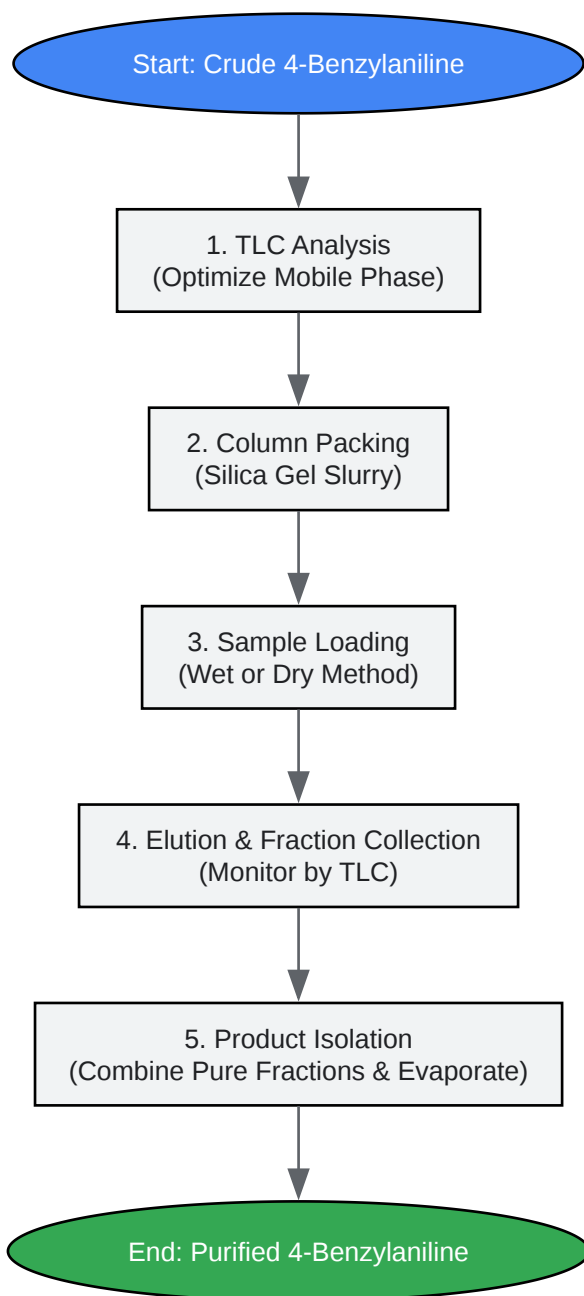 Start: Crude 4-Benzylaniline
1. TLC Analysis
(Optimize Mobile Phase)
2. Column Packing
(Silica Gel Slurry)
3. Sample Loading
(Wet or Dry Method)
4. Elution & Fraction Collection
(Monitor by TLC)
5. Product Isolation
(Combine Pure Fractions & Evaporate)
End: Purified 4-Benzylaniline